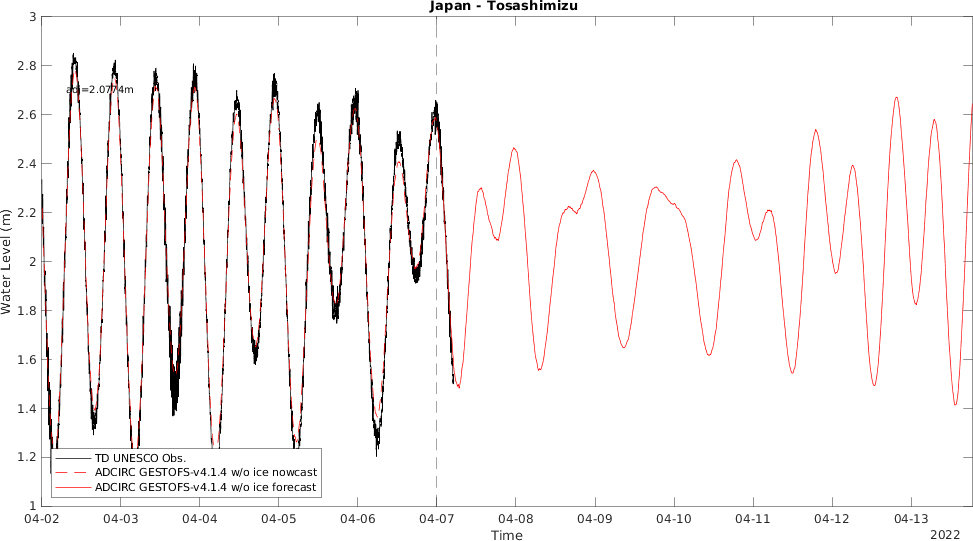 Japan - Tosashimizu
3
2.8
adj=2.0774m
2.6
2.4
2.2
2
1.8
1.6
1.4
1.2
1
Water Level (m)
TD UNESCO Obs.
ADCIRC GESTOFS-v4.1.4 w/o ice nowcast
ADCIRC GESTOFS-v4.1.4 w/o ice forecast
04-02 04-03 04-04 04-05 04-06 04-07 04-08 04-09 04-10 04-11 04-12 04-13
Time
2022